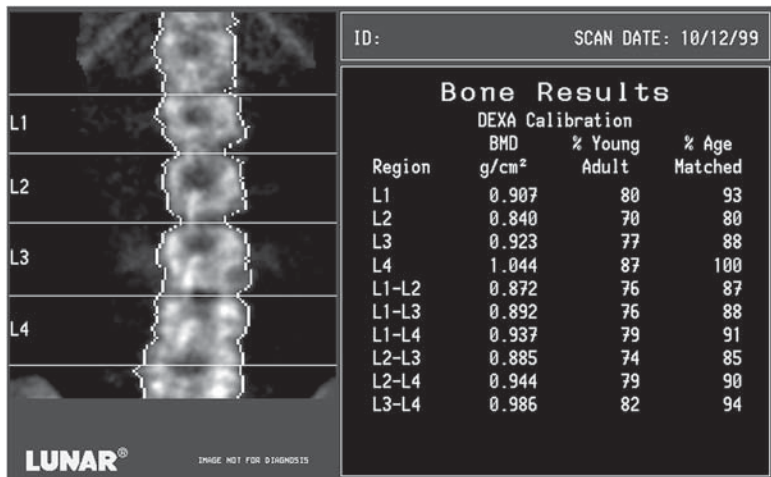 L1
L2
L3
L4
LUNAR®
IMAGE NOT FOR DIAGNOSIS
ID: SCAN DATE: 10/12/99
Bone Results
DEXA Calibration
BMD % Young % Age
Region g/cm² Adult Matched
L1 0.907 80 93
L2 0.840 70 80
L3 0.923 77 88
L4 1.044 87 100
L1-L2 0.872 76 87
L1-L3 0.892 76 88
L1-L4 0.937 79 91
L2-L3 0.885 74 85
L2-L4 0.944 79 90
L3-L4 0.986 82 94